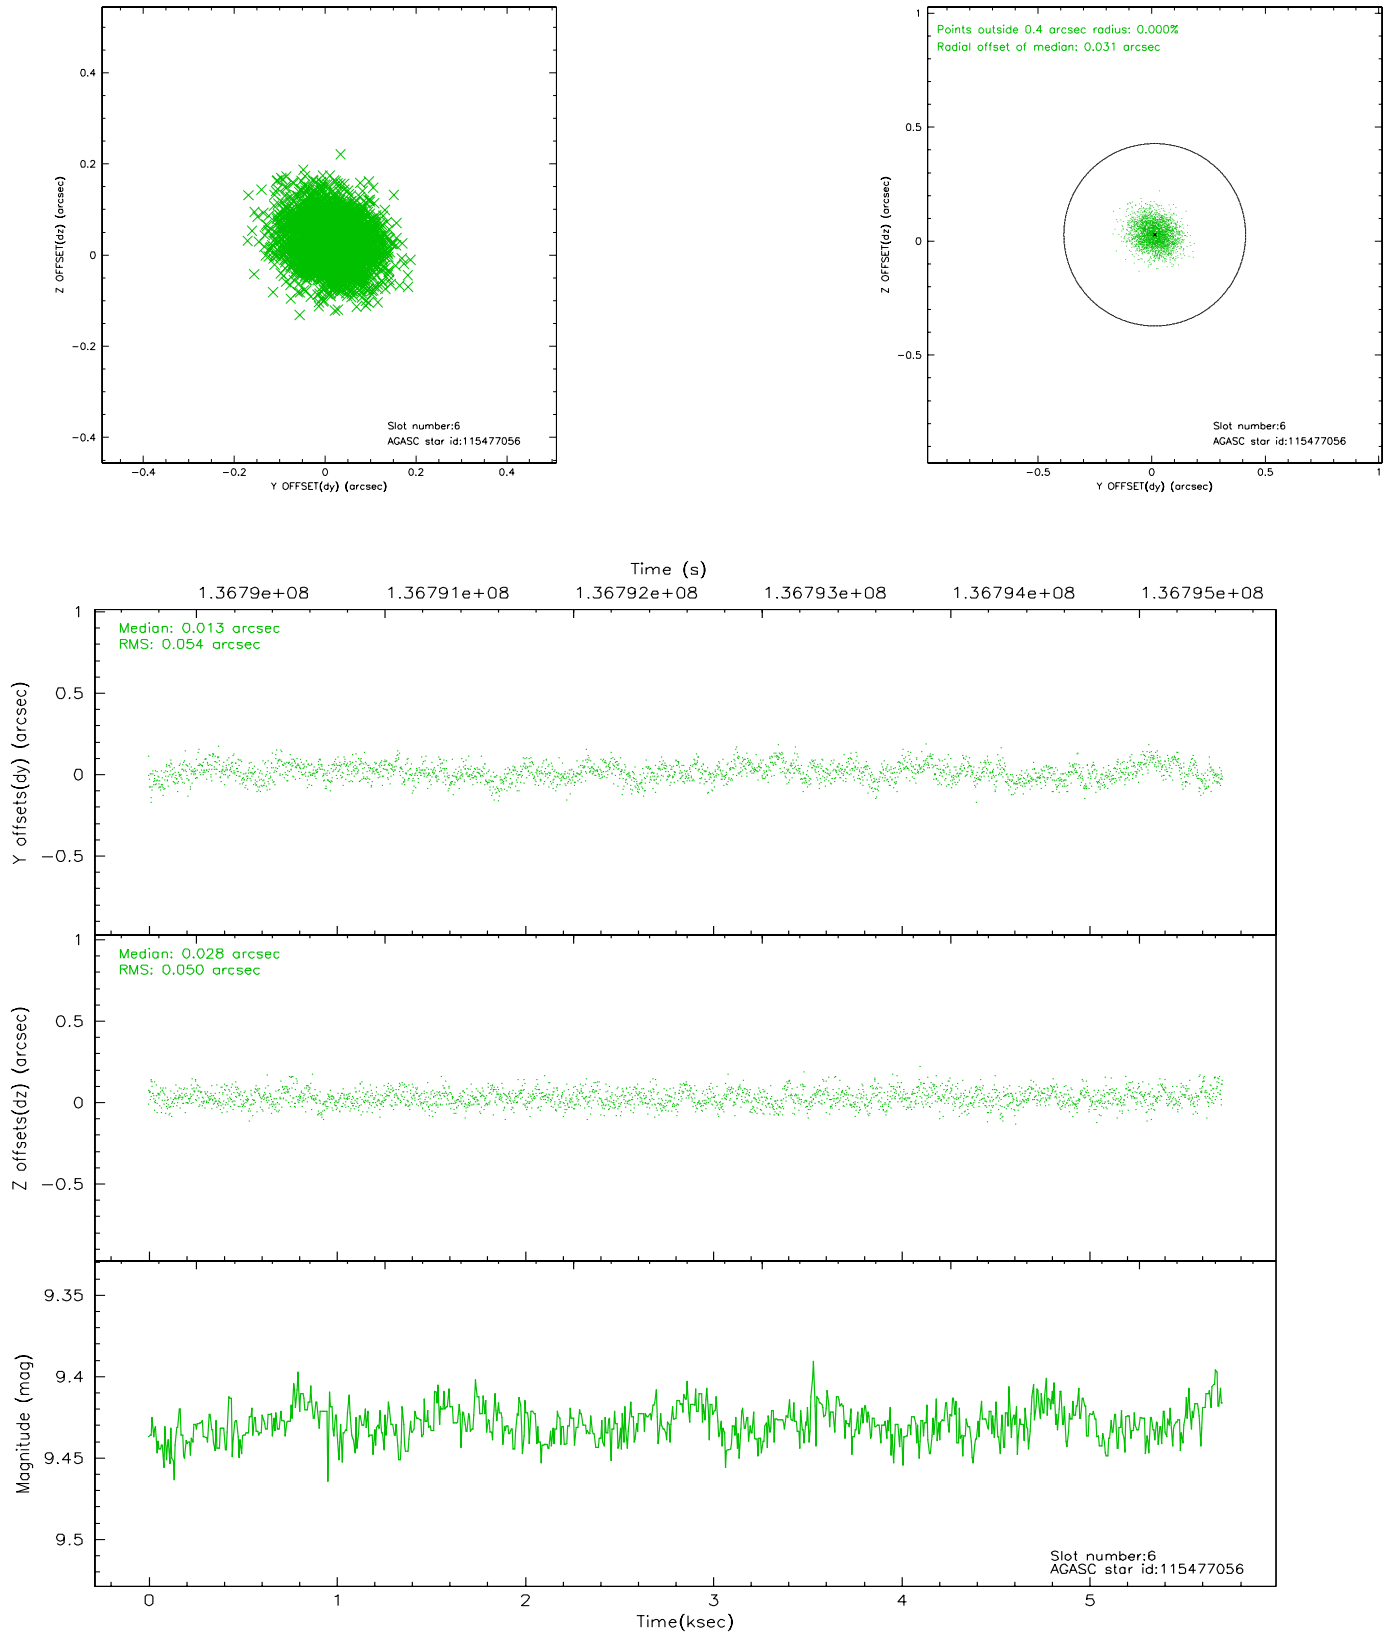 0.4
0.2
0
−0.2
−0.4
−0.4
−0.2
0
0.2
0.4
Z OFFSET(dz) (arcsec)
Y OFFSET(dy) (arcsec)
Slot number:6
AGASC star id:115477056
Points outside 0.4 arcsec radius: 0.000%
Radial offset of median: 0.031 arcsec
1
0.5
0
−0.5
−0.5
0
0.5
1
Z OFFSET(dz) (arcsec)
Y OFFSET(dy) (arcsec)
Slot number:6
AGASC star id:115477056
Time (s)
1.3679e+08 1.36791e+08 1.36792e+08 1.36793e+08 1.36794e+08 1.36795e+08
Median: 0.013 arcsec
RMS: 0.054 arcsec
1
0.5
0
−0.5
Y offsets(dy) (arcsec)
Median: 0.028 arcsec
RMS: 0.050 arcsec
1
0.5
0
−0.5
Z offsets(dz) (arcsec)
9.35
9.4
9.45
9.5
Magnitude (mag)
Slot number:6
AGASC star id:115477056
0 1 2 3 4 5
Time(ksec)